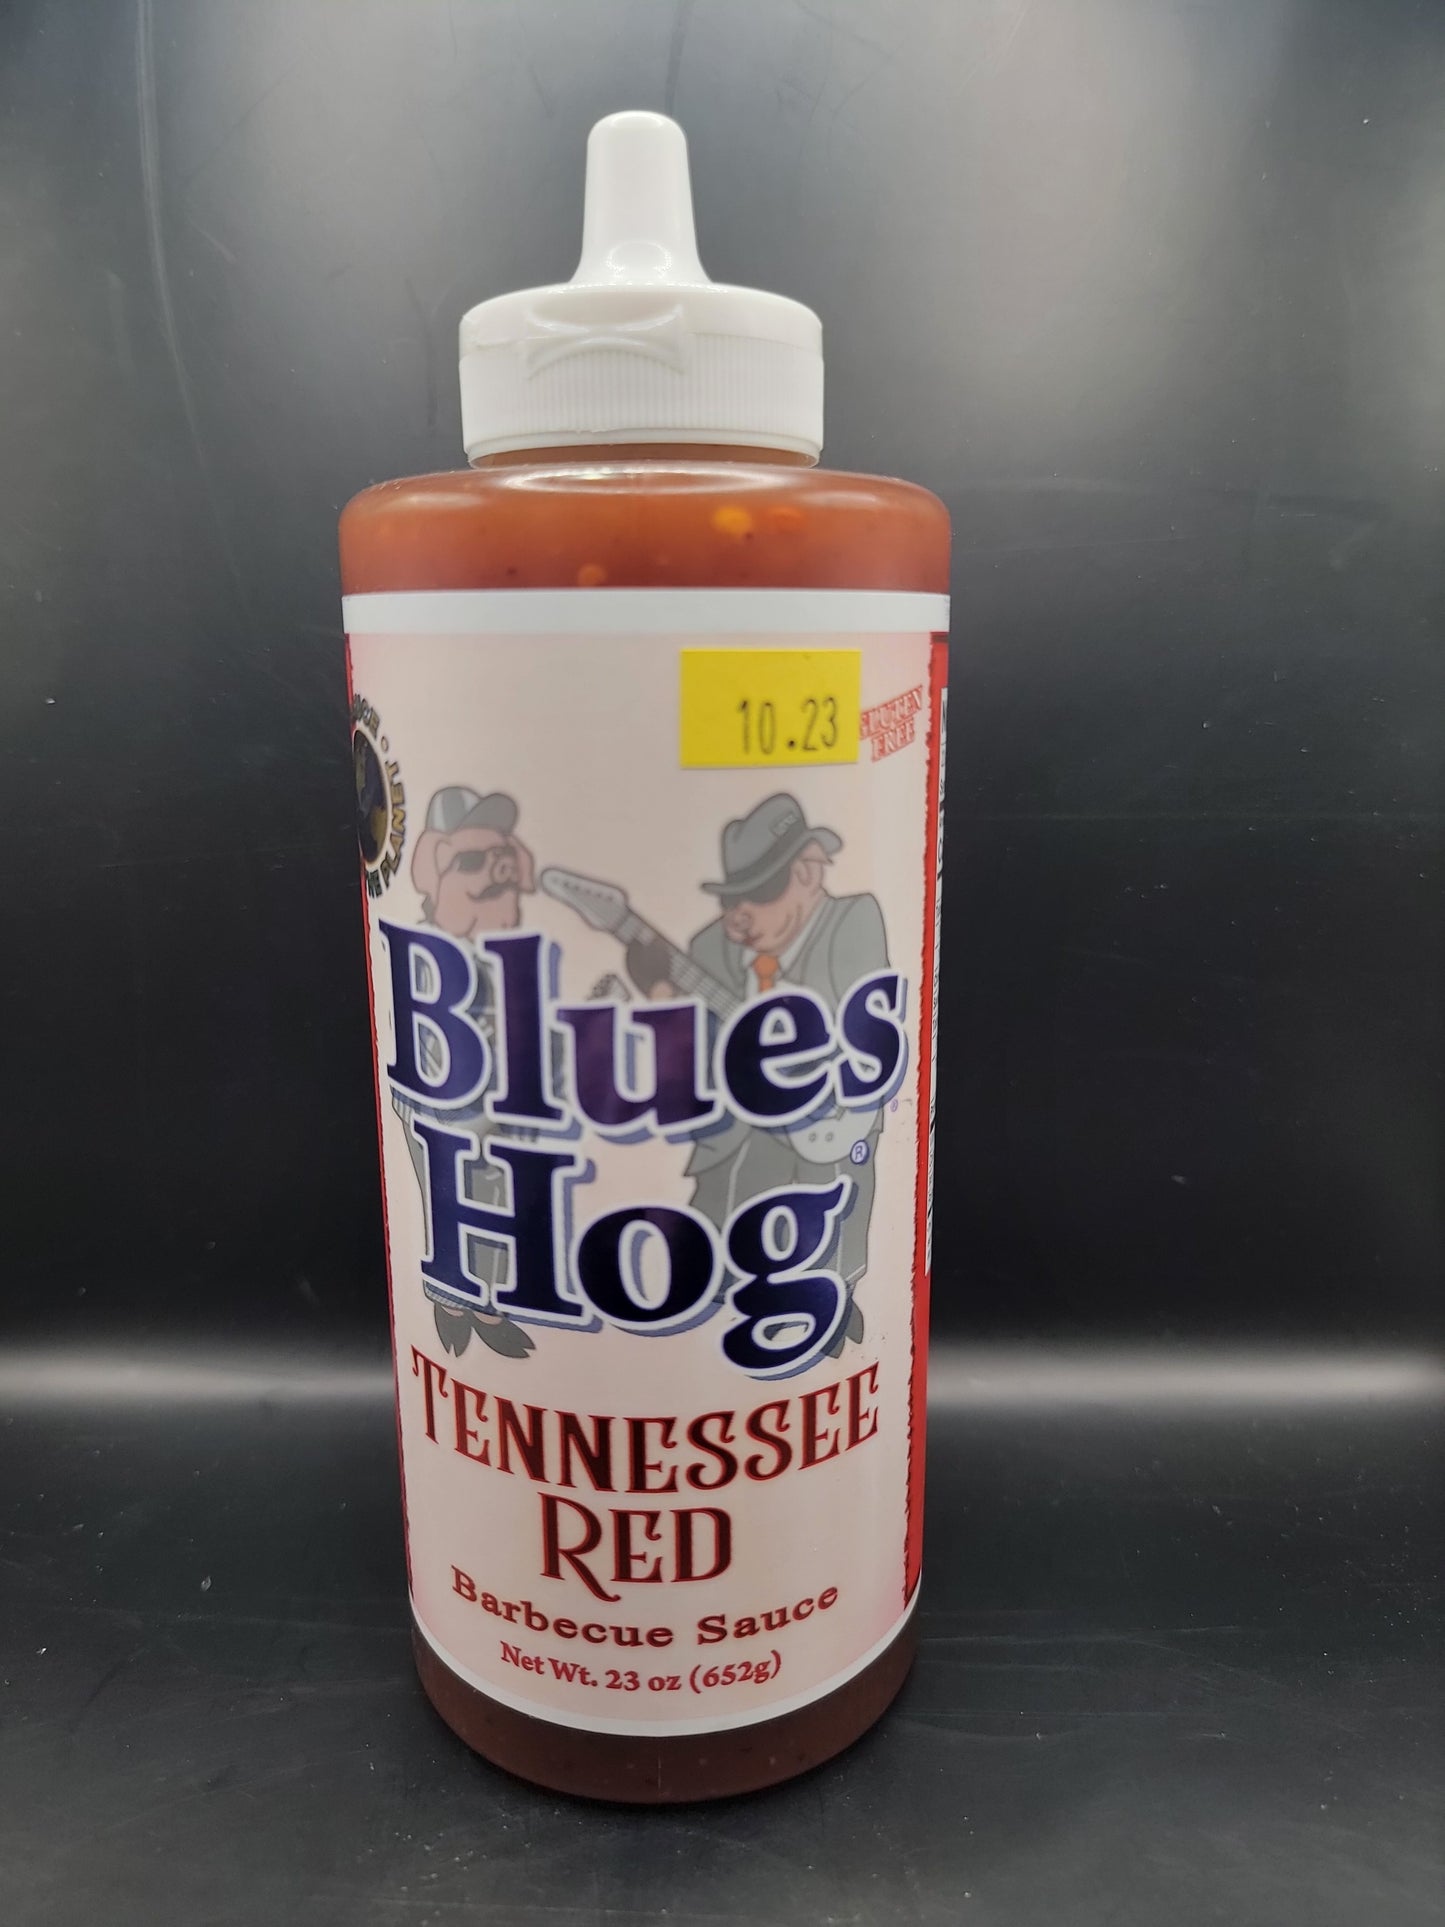 10.23
GLUTEN
FREE
Blues
Hog
®
TENNESSEE
RED
Barbecue Sauce
Net Wt. 23 oz (652g)